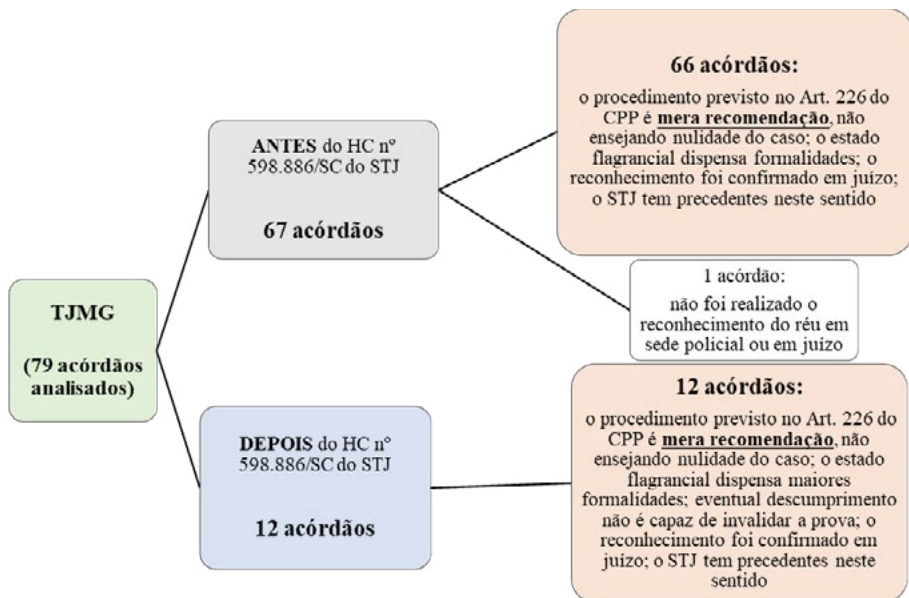 TJMG
(79 acórdãos
analisados)
ANTES do HC nº
598.886/SC do STJ
67 acórdãos
66 acórdãos:
o procedimento previsto no Art. 226 do
CPP é mera recomendação, não
ensejando nulidade do caso; o estado
flagrancial dispensa formalidades; o
reconhecimento foi confirmado em juízo;
o STJ tem precedentes neste sentido
1 acórdão:
não foi realizado o
reconhecimento do réu em
sede policial ou em juízo
DEPOIS do HC nº
598.886/SC do STJ
12 acórdãos
12 acórdãos:
o procedimento previsto no Art. 226 do
CPP é mera recomendação, não
ensejando nulidade do caso; o estado
flagrancial dispensa maiores
formalidades; eventual descumprimento
não é capaz de invalidar a prova; o
reconhecimento foi confirmado em
juízo; o STJ tem precedentes neste
sentido